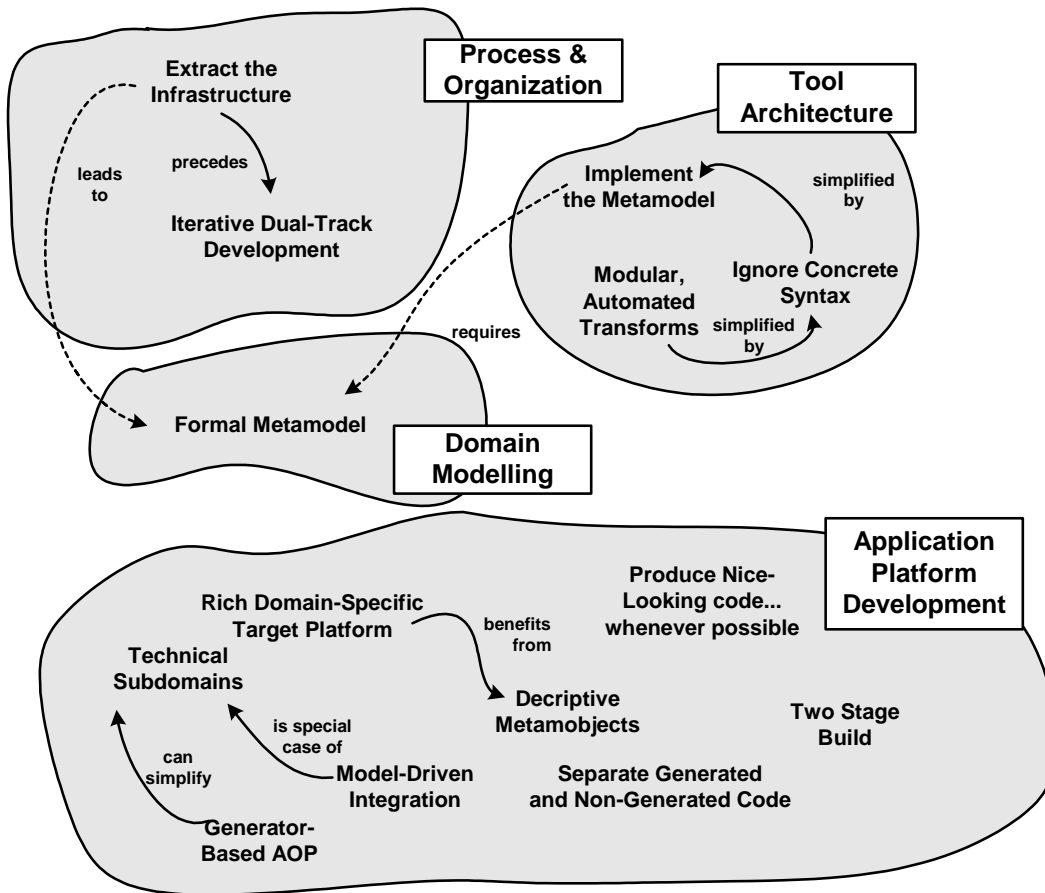 Process &
Organization
Extract the
Infrastructure
leads
to
precedes
Iterative Dual-Track
Development
Tool
Architecture
Implement
the Metamodel
simplified
by
Ignore Concrete
Syntax
Modular,
Automated
Transforms
simplified
by
requires
Formal Metamodel
Domain
Modelling
Application
Platform
Development
Produce Nice-
Looking code...
whenever possible
Rich Domain-Specific
Target Platform
benefits
from
Technical
Subdomains
Decriptive
Metamobjects
Two Stage
Build
is special
case of
can
simplify
Model-Driven
Integration
Separate Generated
and Non-Generated Code
Generator-
Based AOP